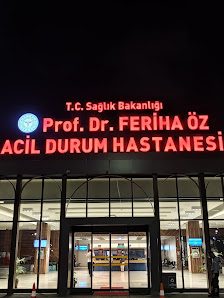 T.C. Sağlık Bakanlığı
Prof. Dr. FERİHA ÖZ
ACİL DURUM HASTANESİ